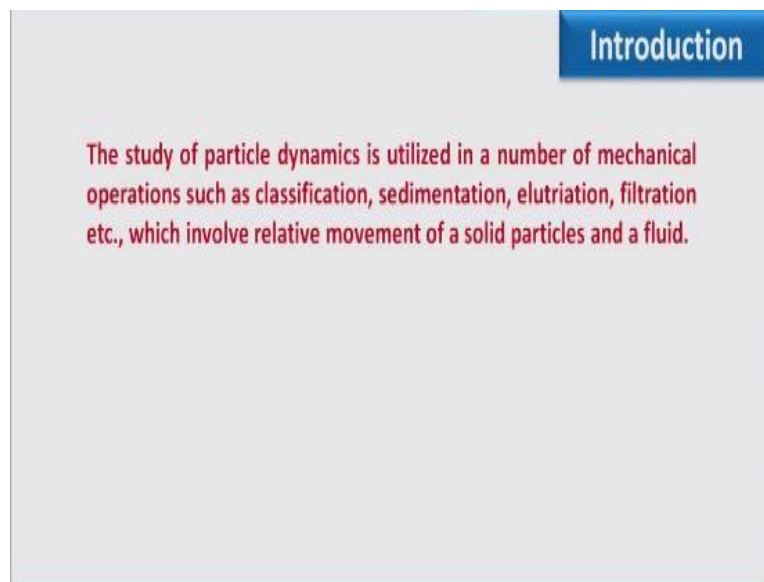 Introduction
The study of particle dynamics is utilized in a number of mechanical
operations such as classification, sedimentation, elutriation, filtration
etc., which involve relative movement of a solid particles and a fluid.